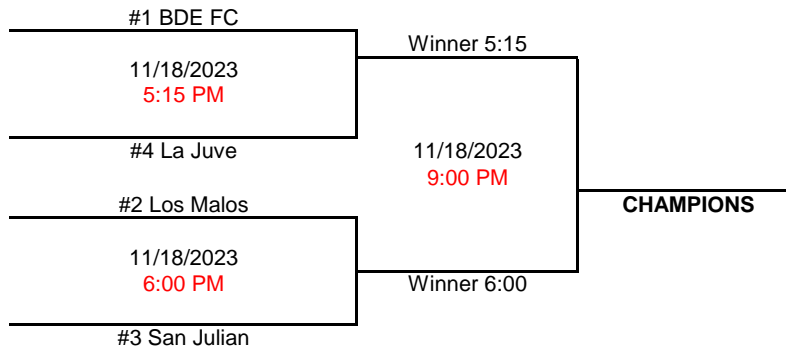 #1 BDE FC
Winner 5:15
11/18/2023
5:15 PM
#4 La Juve
11/18/2023
9:00 PM
#2 Los Malos
CHAMPIONS
11/18/2023
6:00 PM
Winner 6:00
#3 San Julian